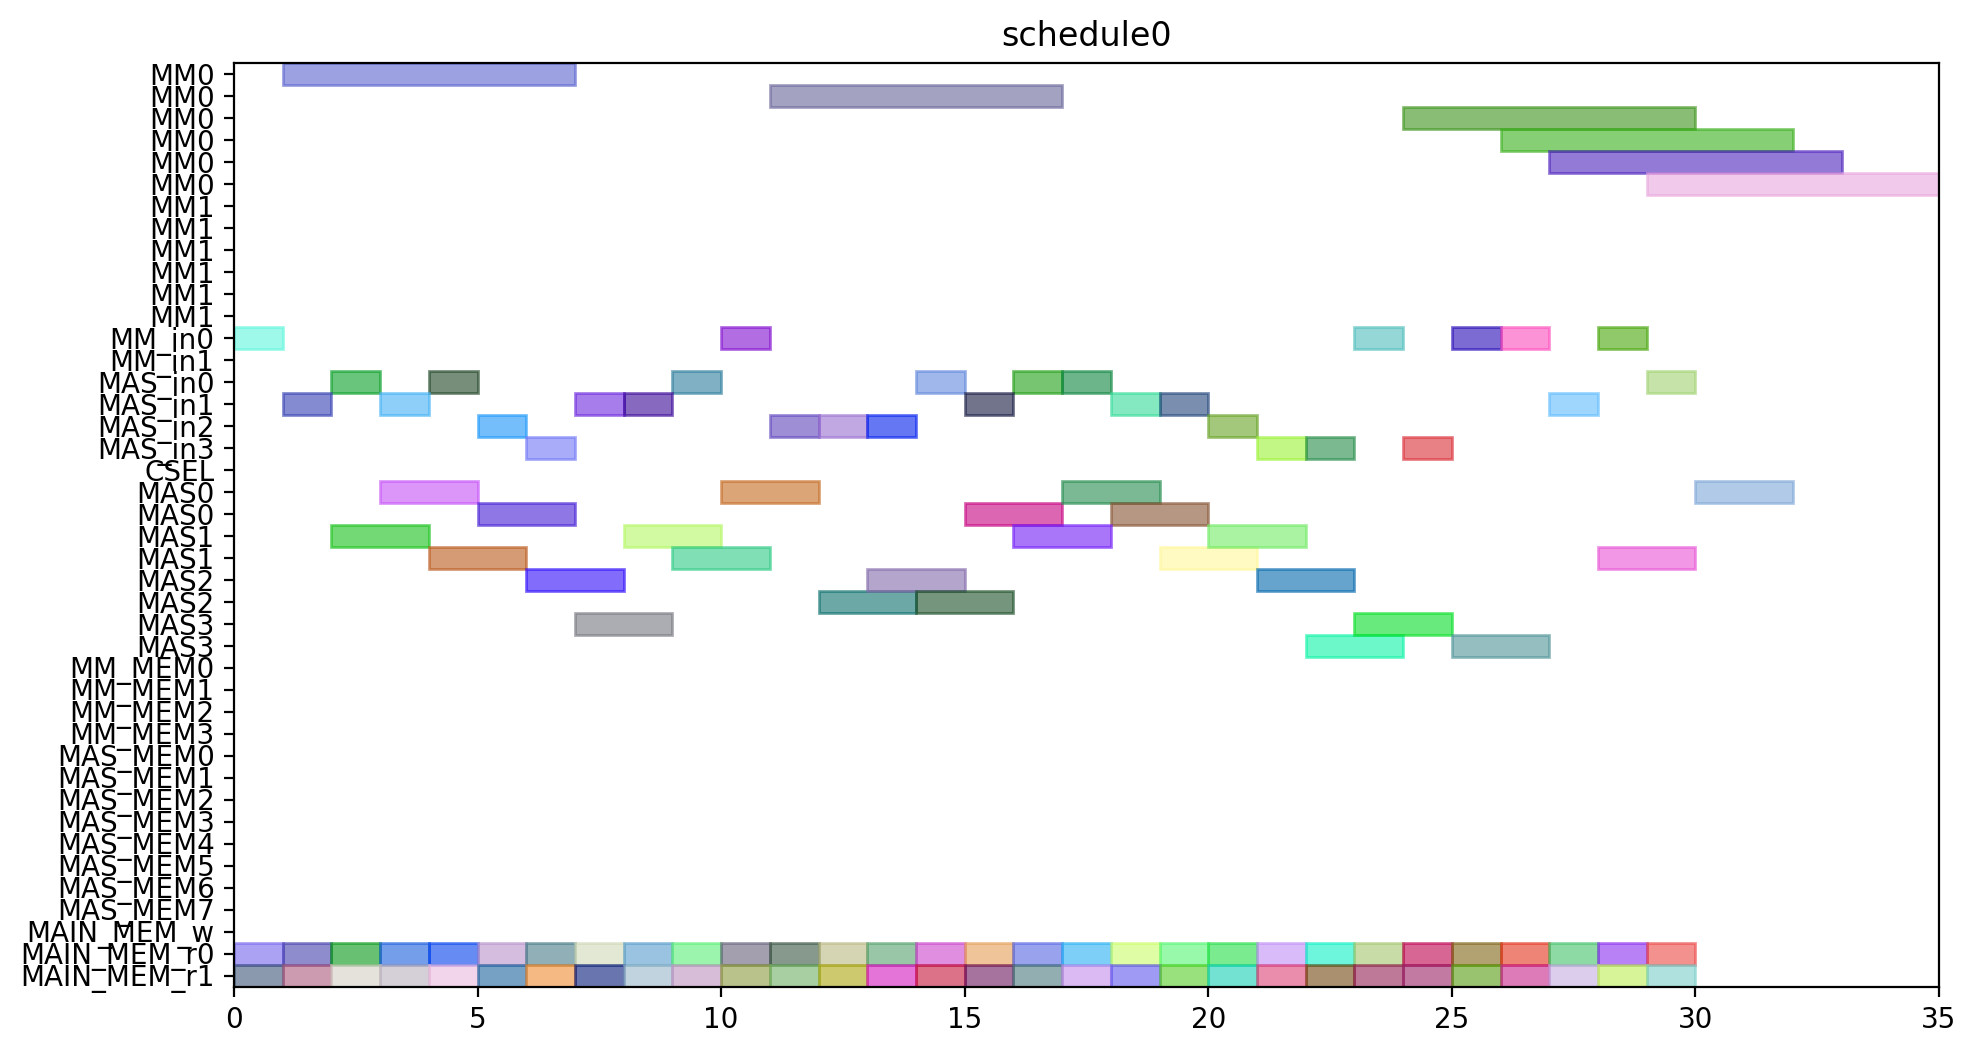 schedule0
MM0
MM0
MM0
MM0
MM0
MM0
MM1
MM1
MM1
MM1
MM1
MM1
MM_in0
MM_in1
MAS_in0
MAS_in1
MAS_in2
MAS_in3
CSEL
MAS0
MAS0
MAS1
MAS1
MAS2
MAS2
MAS3
MAS3
MM_MEM0
MM_MEM1
MM_MEM2
MM_MEM3
MAS_MEM0
MAS_MEM1
MAS_MEM2
MAS_MEM3
MAS_MEM4
MAS_MEM5
MAS_MEM6
MAS_MEM7
MAIN_MEM_w
MAIN_MEM_r0
MAIN_MEM_r1
0 5 10 15 20 25 30 35